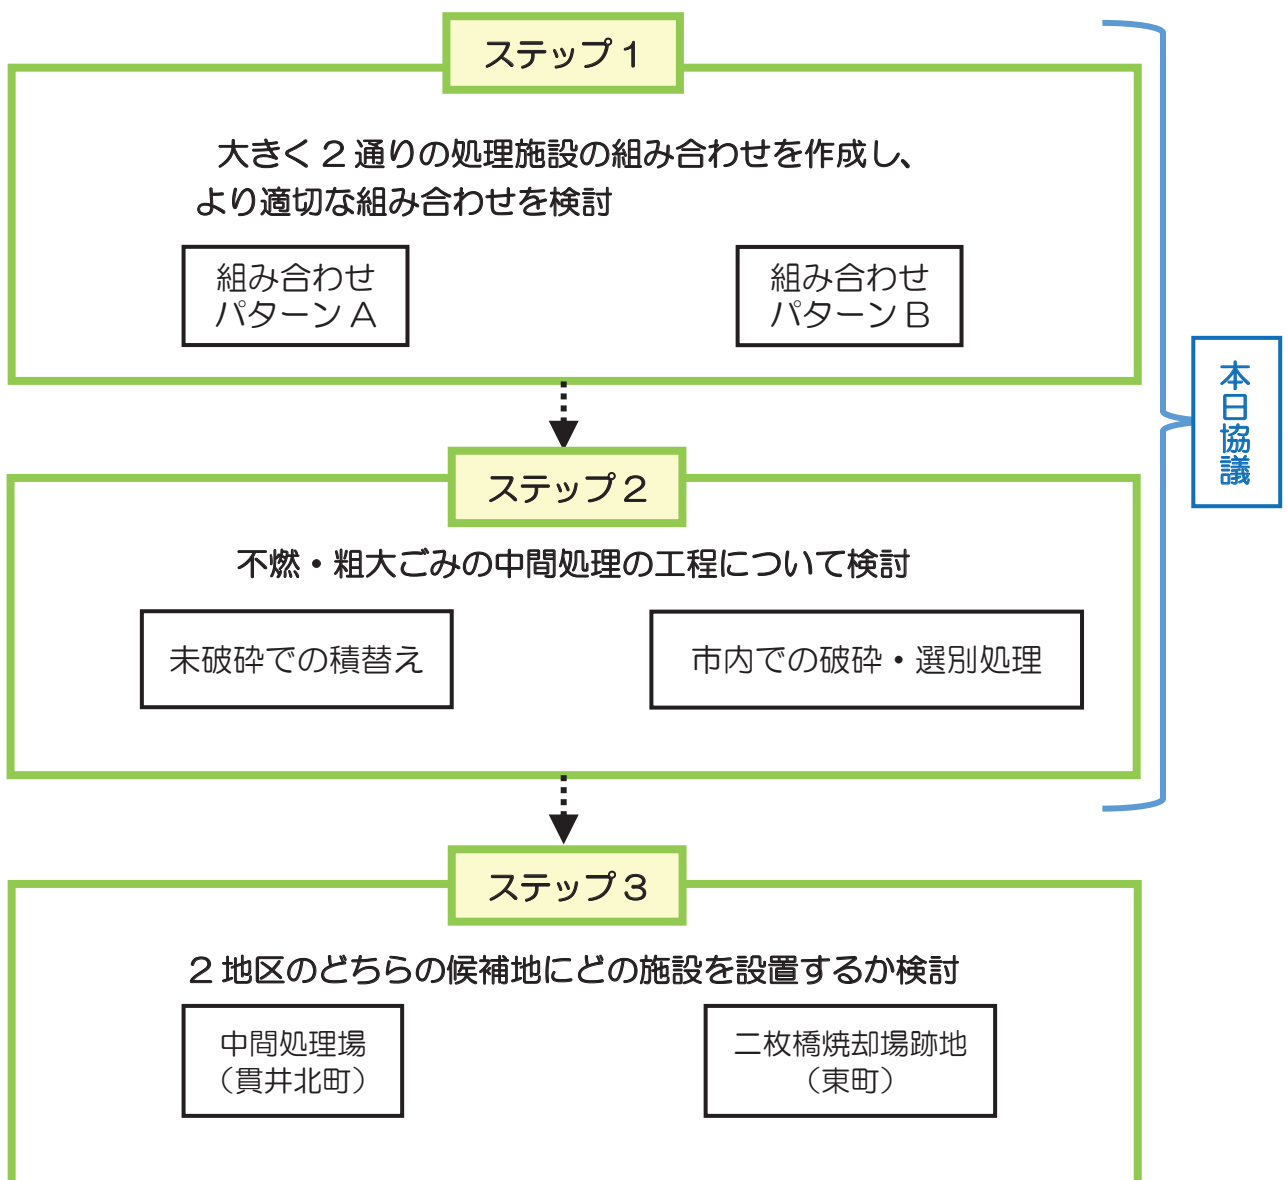 ステップ１
大きく２通りの処理施設の組み合わせを作成し、
より適切な組み合わせを検討
組み合わせ
パターンＡ
組み合わせ
パターンＢ
本日協議
ステップ２
不燃・粗大ごみの中間処理の工程について検討
未破砕での積替え
市内での破砕・選別処理
ステップ３
２地区のどちらの候補地にどの施設を設置するか検討
中間処理場
（貫井北町）
二枚橋焼却場跡地
（東町）